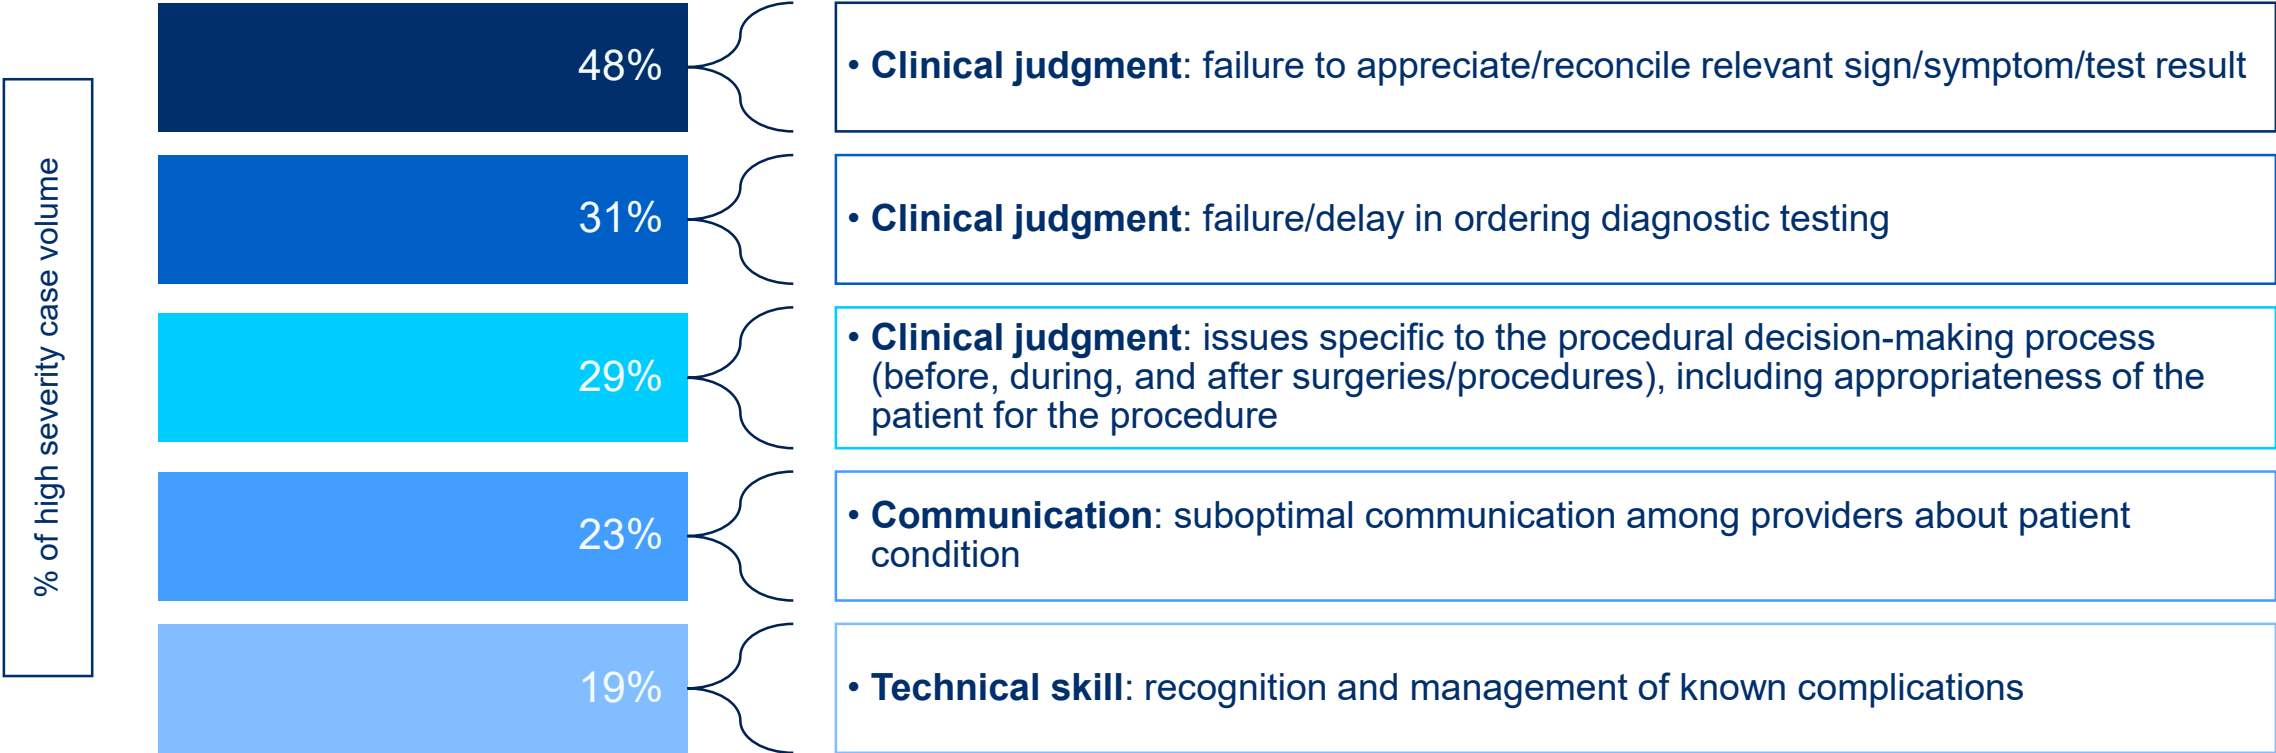 % of high severity case volume
48%
• Clinical judgment: failure to appreciate/reconcile relevant sign/symptom/test result
31%
• Clinical judgment: failure/delay in ordering diagnostic testing
29%
• Clinical judgment: issues specific to the procedural decision-making process
(before, during, and after surgeries/procedures), including appropriateness of the
patient for the procedure
23%
• Communication: suboptimal communication among providers about patient
condition
19%
• Technical skill: recognition and management of known complications